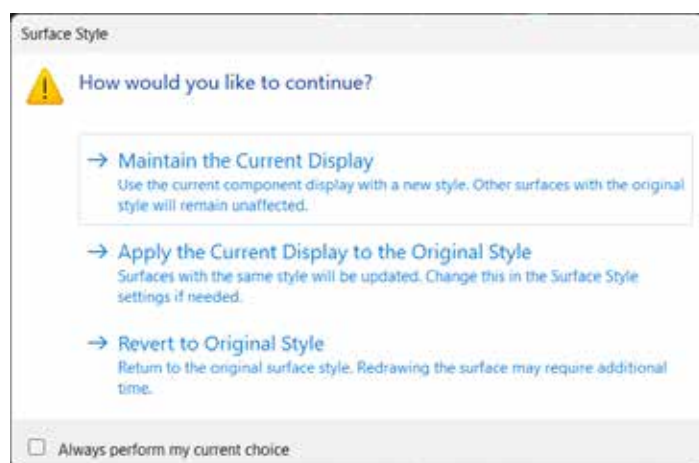 Surface Style
How would you like to continue?
→ Maintain the Current Display
Use the current component display with a new style. Other surfaces with the original
style will remain unaffected.
→ Apply the Current Display to the Original Style
Surfaces with the same style will be updated. Change this in the Surface Style
settings if needed.
→ Revert to Original Style
Return to the original surface style. Redrawing the surface may require additional
time.
Always perform my current choice